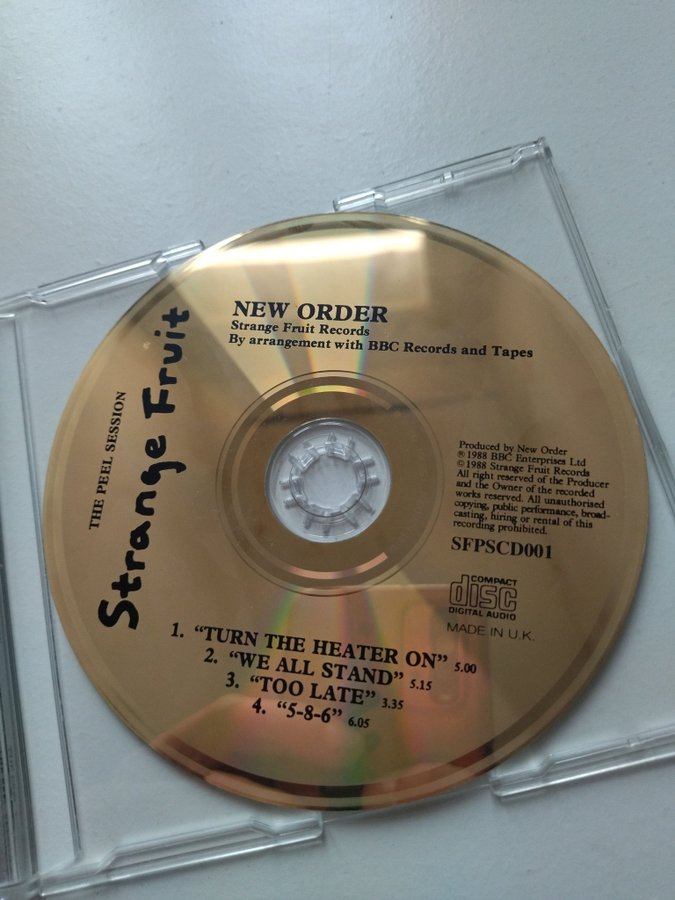 NEW ORDER
Strange Fruit Records
By arrangement with BBC Records and Tapes
THE PEEL SESSION
Strange Fruit
Produced by New Order
℗ 1988 BBC Enterprises Ltd
© 1988 Strange Fruit Records
All right reserved of the Producer
and the Owner of the recorded
works reserved. All unauthorised
copying, public performance, broad-
casting, hiring or rental of this
recording prohibited.
SFPSCD001
COMPACT
disc
DIGITAL AUDIO
MADE IN U.K.
1. “TURN THE HEATER ON” 5.00
2. “WE ALL STAND” 5.15
3. “TOO LATE” 3.35
4. “5-8-6” 6.05